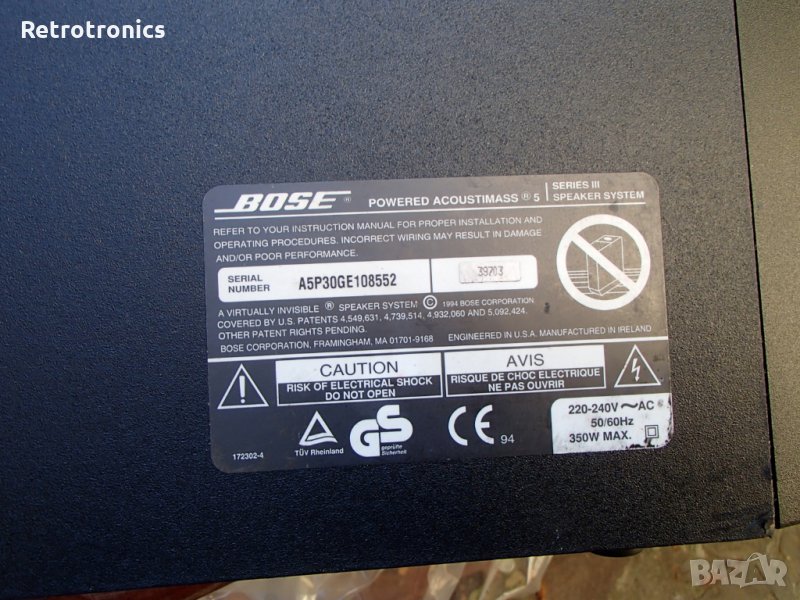 Retrotronics
BOSE ® POWERED ACOUSTIMASS ® 5 SERIES III
SPEAKER SYSTEM
REFER TO YOUR INSTRUCTION MANUAL FOR PROPER INSTALLATION AND
OPERATING PROCEDURES. INCORRECT WIRING MAY RESULT IN DAMAGE
AND/OR POOR PERFORMANCE.
SERIAL
NUMBER
A5P30GE108552
39703
A VIRTUALLY INVISIBLE ® SPEAKER SYSTEM © 1994 BOSE CORPORATION
COVERED BY U.S. PATENTS 4,549,631, 4,739,514, 4,932,060 AND 5,092,424.
OTHER PATENT RIGHTS PENDING.
BOSE CORPORATION, FRAMINGHAM, MA 01701-9168 ENGINEERED IN U.S.A, MANUFACTURED IN IRELAND
CAUTION
RISK OF ELECTRICAL SHOCK
DO NOT OPEN
AVIS
RISQUE DE CHOC ELECTRIQUE
NE PAS OUVRIR
172302-4
TÜV Rheinland
GS
geprüfte
Sicherheit
CE 94
220-240V ~ AC
50/60Hz
350W MAX.
BAZAR